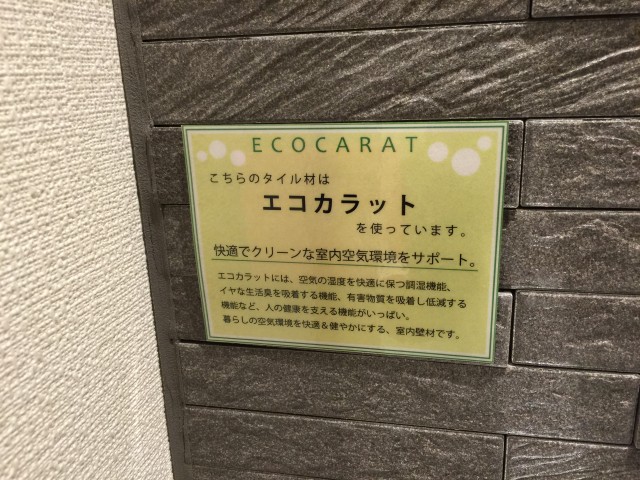 ECOCARAT
こちらのタイル材は
エコカラット
を使っています。
快適でクリーンな室内空気環境をサポート。
エコカラットには、空気の湿度を快適に保つ調湿機能、
イヤな生活臭を吸着する機能、有害物質を吸着し低減する
機能など、人の健康を支える機能がいっぱい。
暮らしの空気環境を快適&健やかにする、室内壁材です。